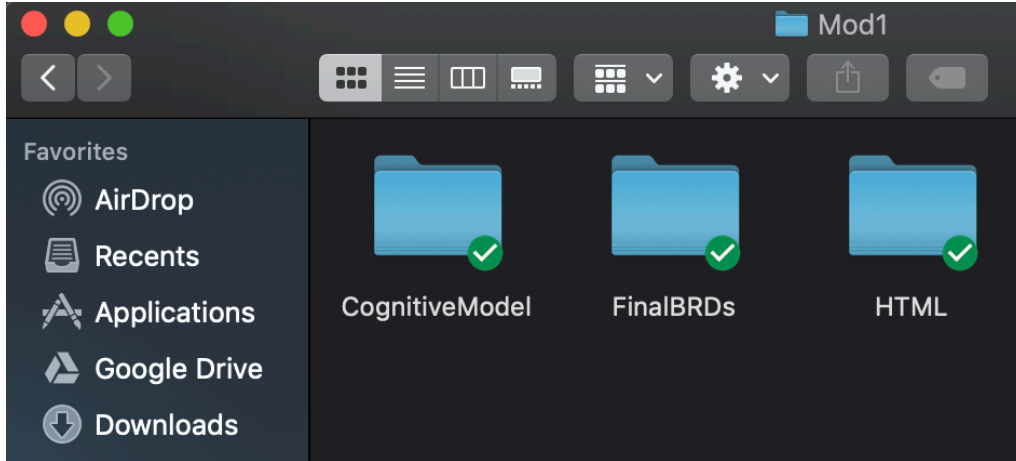 Mod1
Favorites
AirDrop
Recents
Applications
Google Drive
Downloads
CognitiveModel
FinalBRDs
HTML